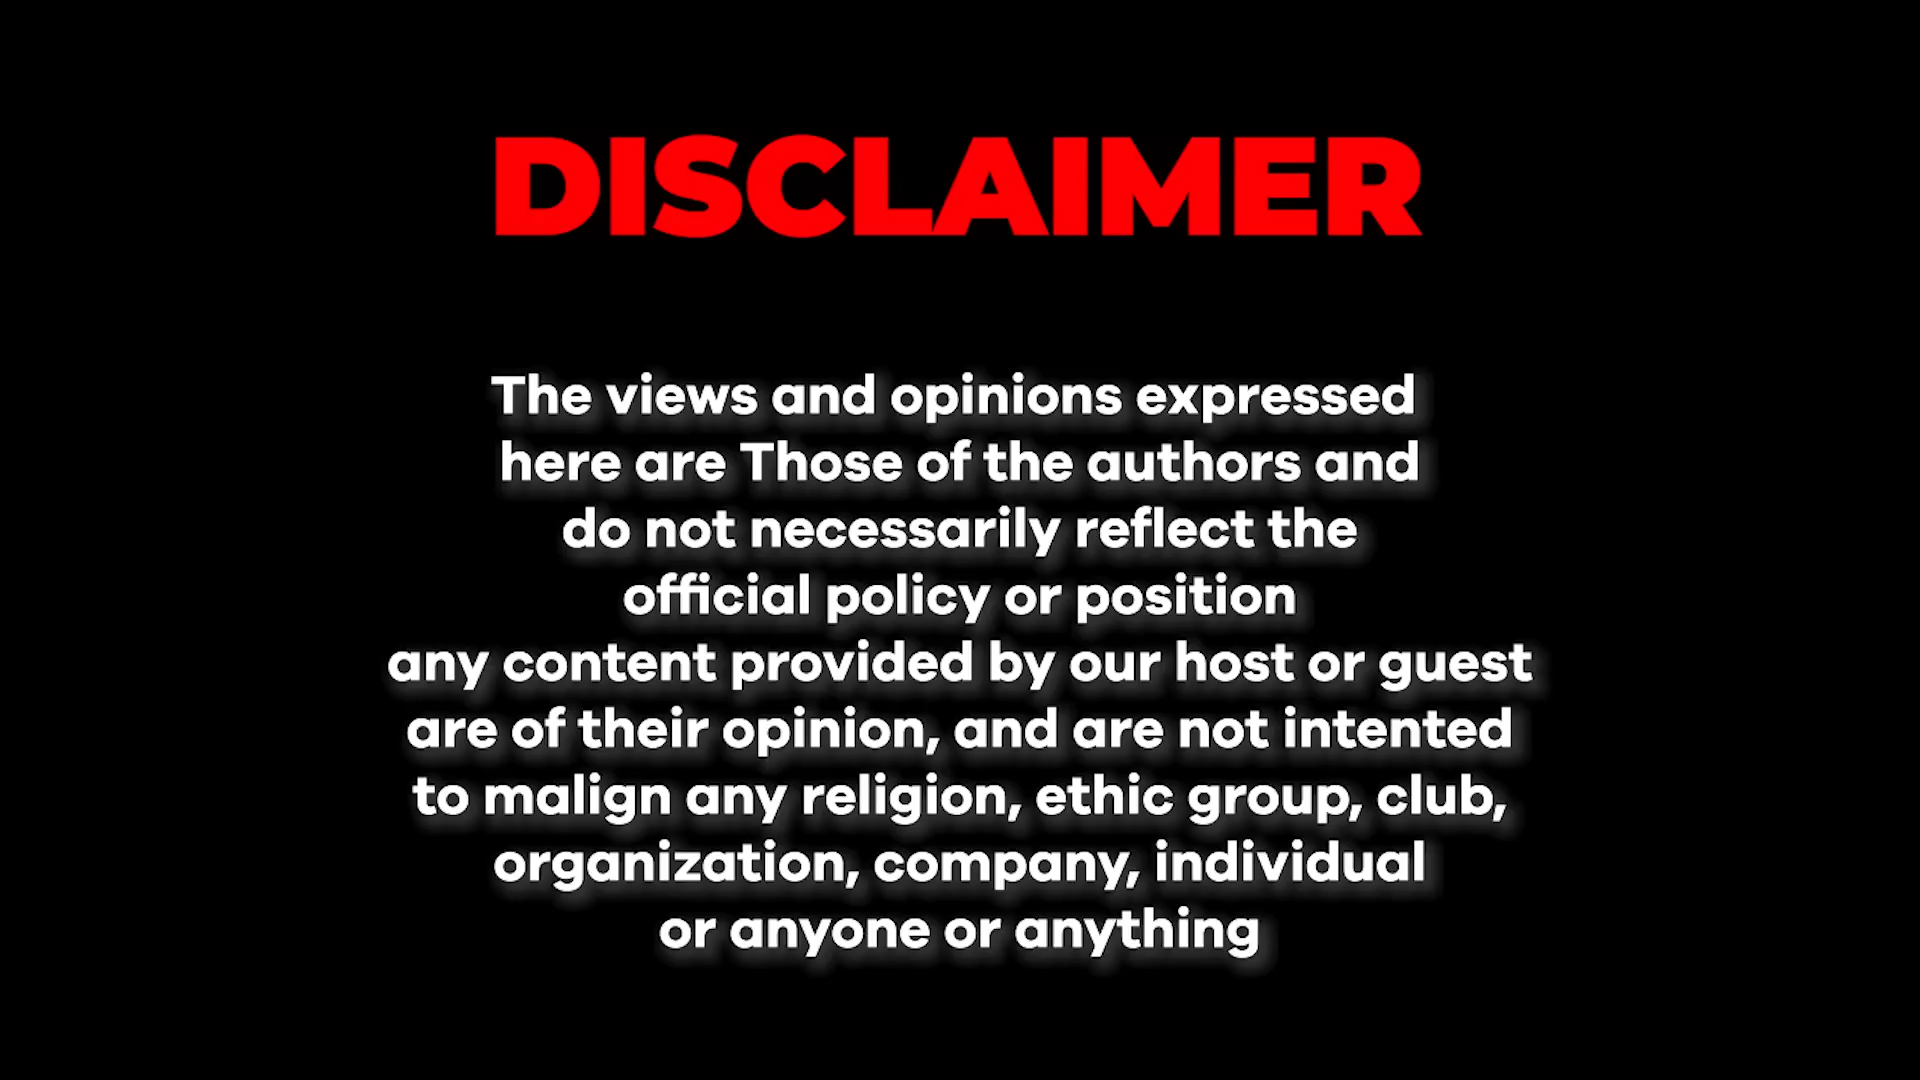 DISCLAIMER
The views and opinions expressed
here are Those of the authors and
do not necessarily reflect the
official policy or position
any content provided by our host or guest
are of their opinion, and are not intented
to malign any religion, ethic group, club,
organization, company, individual
or anyone or anything